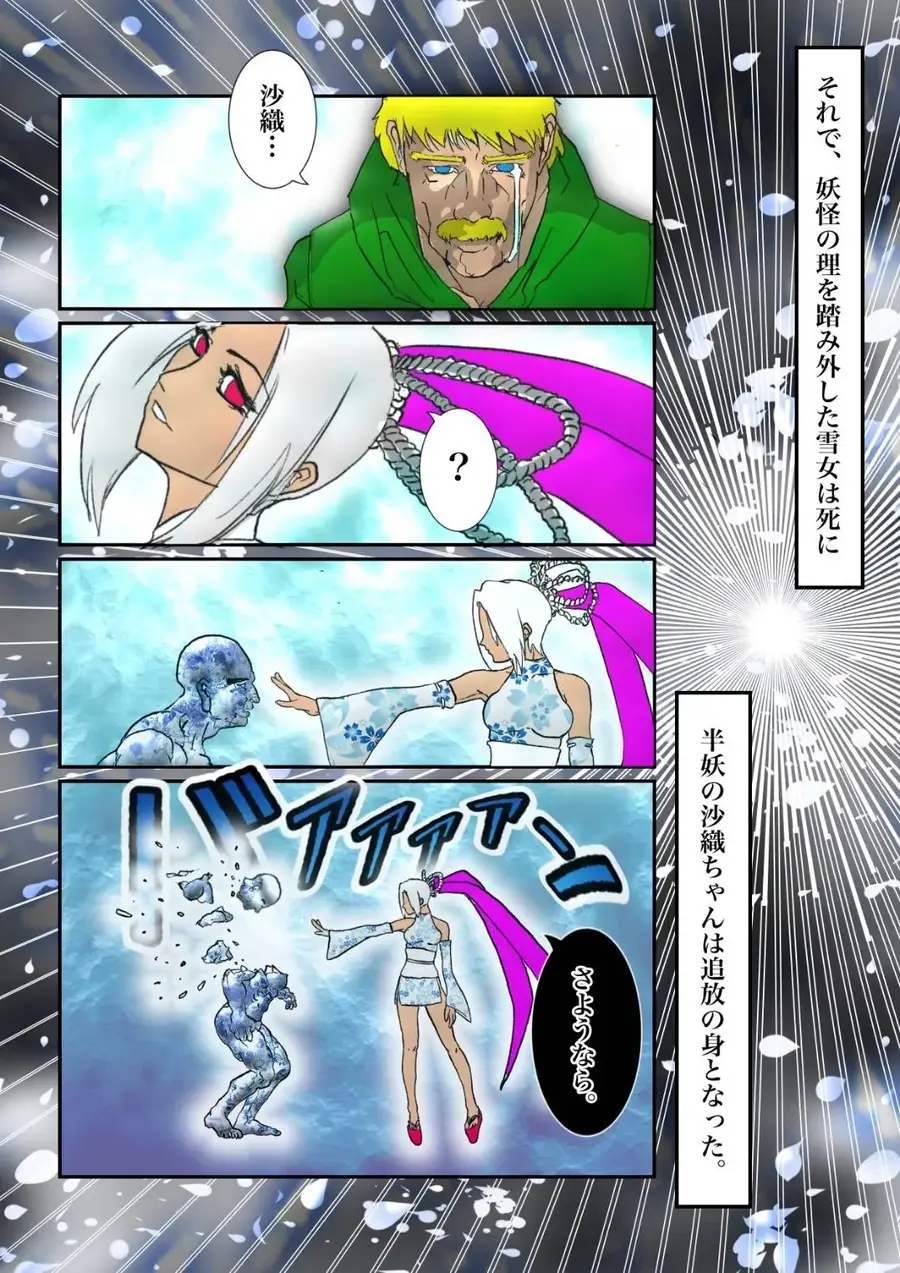 それで、妖怪の理を踏み外した雪女は死に
半妖の沙織ちゃんは追放の身となった。
沙織…
？
バァァァァァー
さようなら。